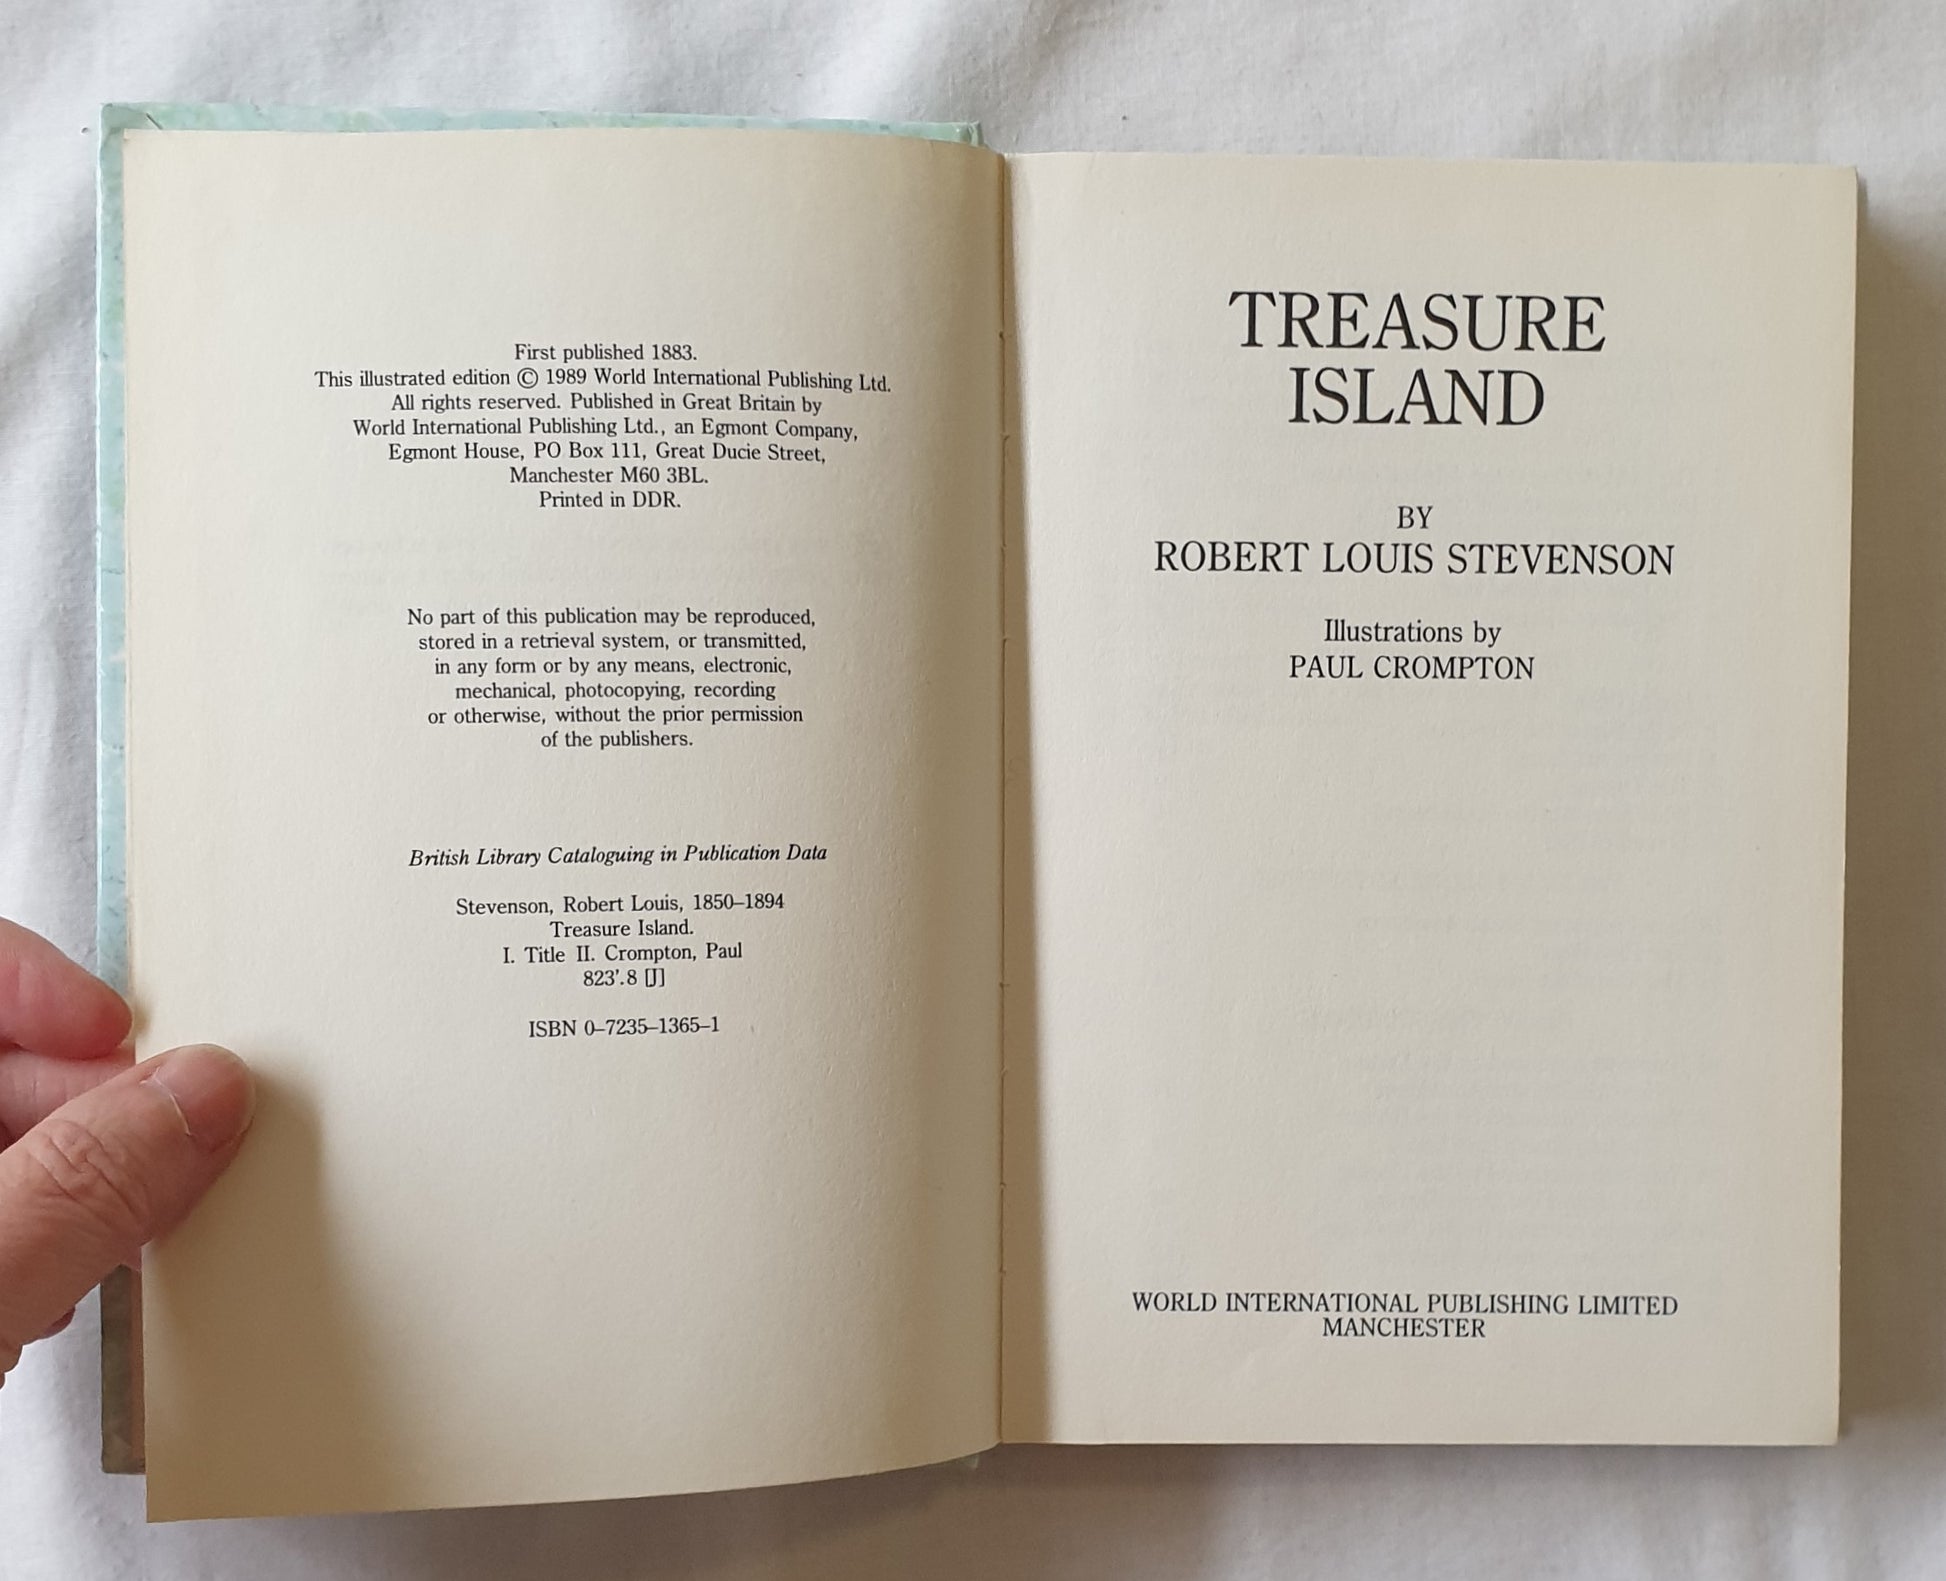 First published 1883.
This illustrated edition © 1989 World International Publishing Ltd.
All rights reserved. Published in Great Britain by
World International Publishing Ltd., an Egmont Company,
Egmont House, PO Box 111, Great Ducie Street,
Manchester M60 3BL.
Printed in DDR.
No part of this publication may be reproduced,
stored in a retrieval system, or transmitted,
in any form or by any means, electronic,
mechanical, photocopying, recording
or otherwise, without the prior permission
of the publishers.
British Library Cataloguing in Publication Data
Stevenson, Robert Louis, 1850–1894
Treasure Island.
I. Title II. Crompton, Paul
823'.8 [J]
ISBN 0–7235–1365–1
TREASURE
ISLAND
BY
ROBERT LOUIS STEVENSON
Illustrations by
PAUL CROMPTON
WORLD INTERNATIONAL PUBLISHING LIMITED
MANCHESTER